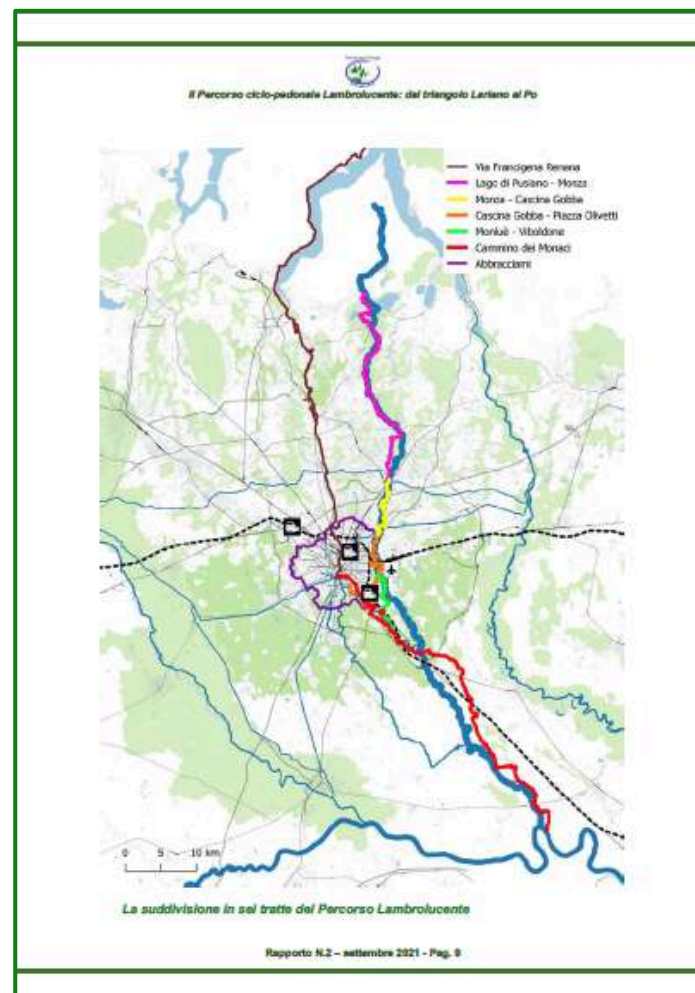 Il Percorso ciclo-pedonale Lambrolucente: dal triangolo Lariano al Po
Via Francigena Renana
Lago di Pusiano - Monza
Monza - Cascina Gobba
Cascina Gobba - Piazza Olivetti
Monluè - Viboldone
Cammino dei Monaci
Abbracciami
0 5 10 km
La suddivisione in sei tratte del Percorso Lambrolucente
Rapporto N.2 – settembre 2021 - Pag. 9